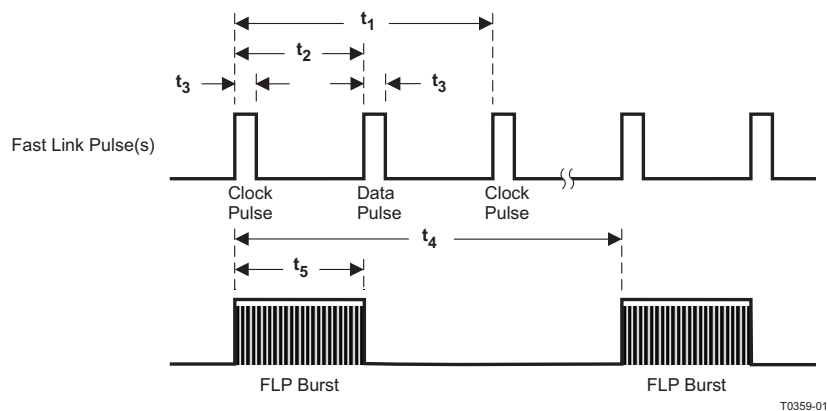 t1
t2
t3
t3
Fast Link Pulse(s)
Clock
Pulse
Data
Pulse
Clock
Pulse
t4
t5
FLP Burst
FLP Burst
T0359-01